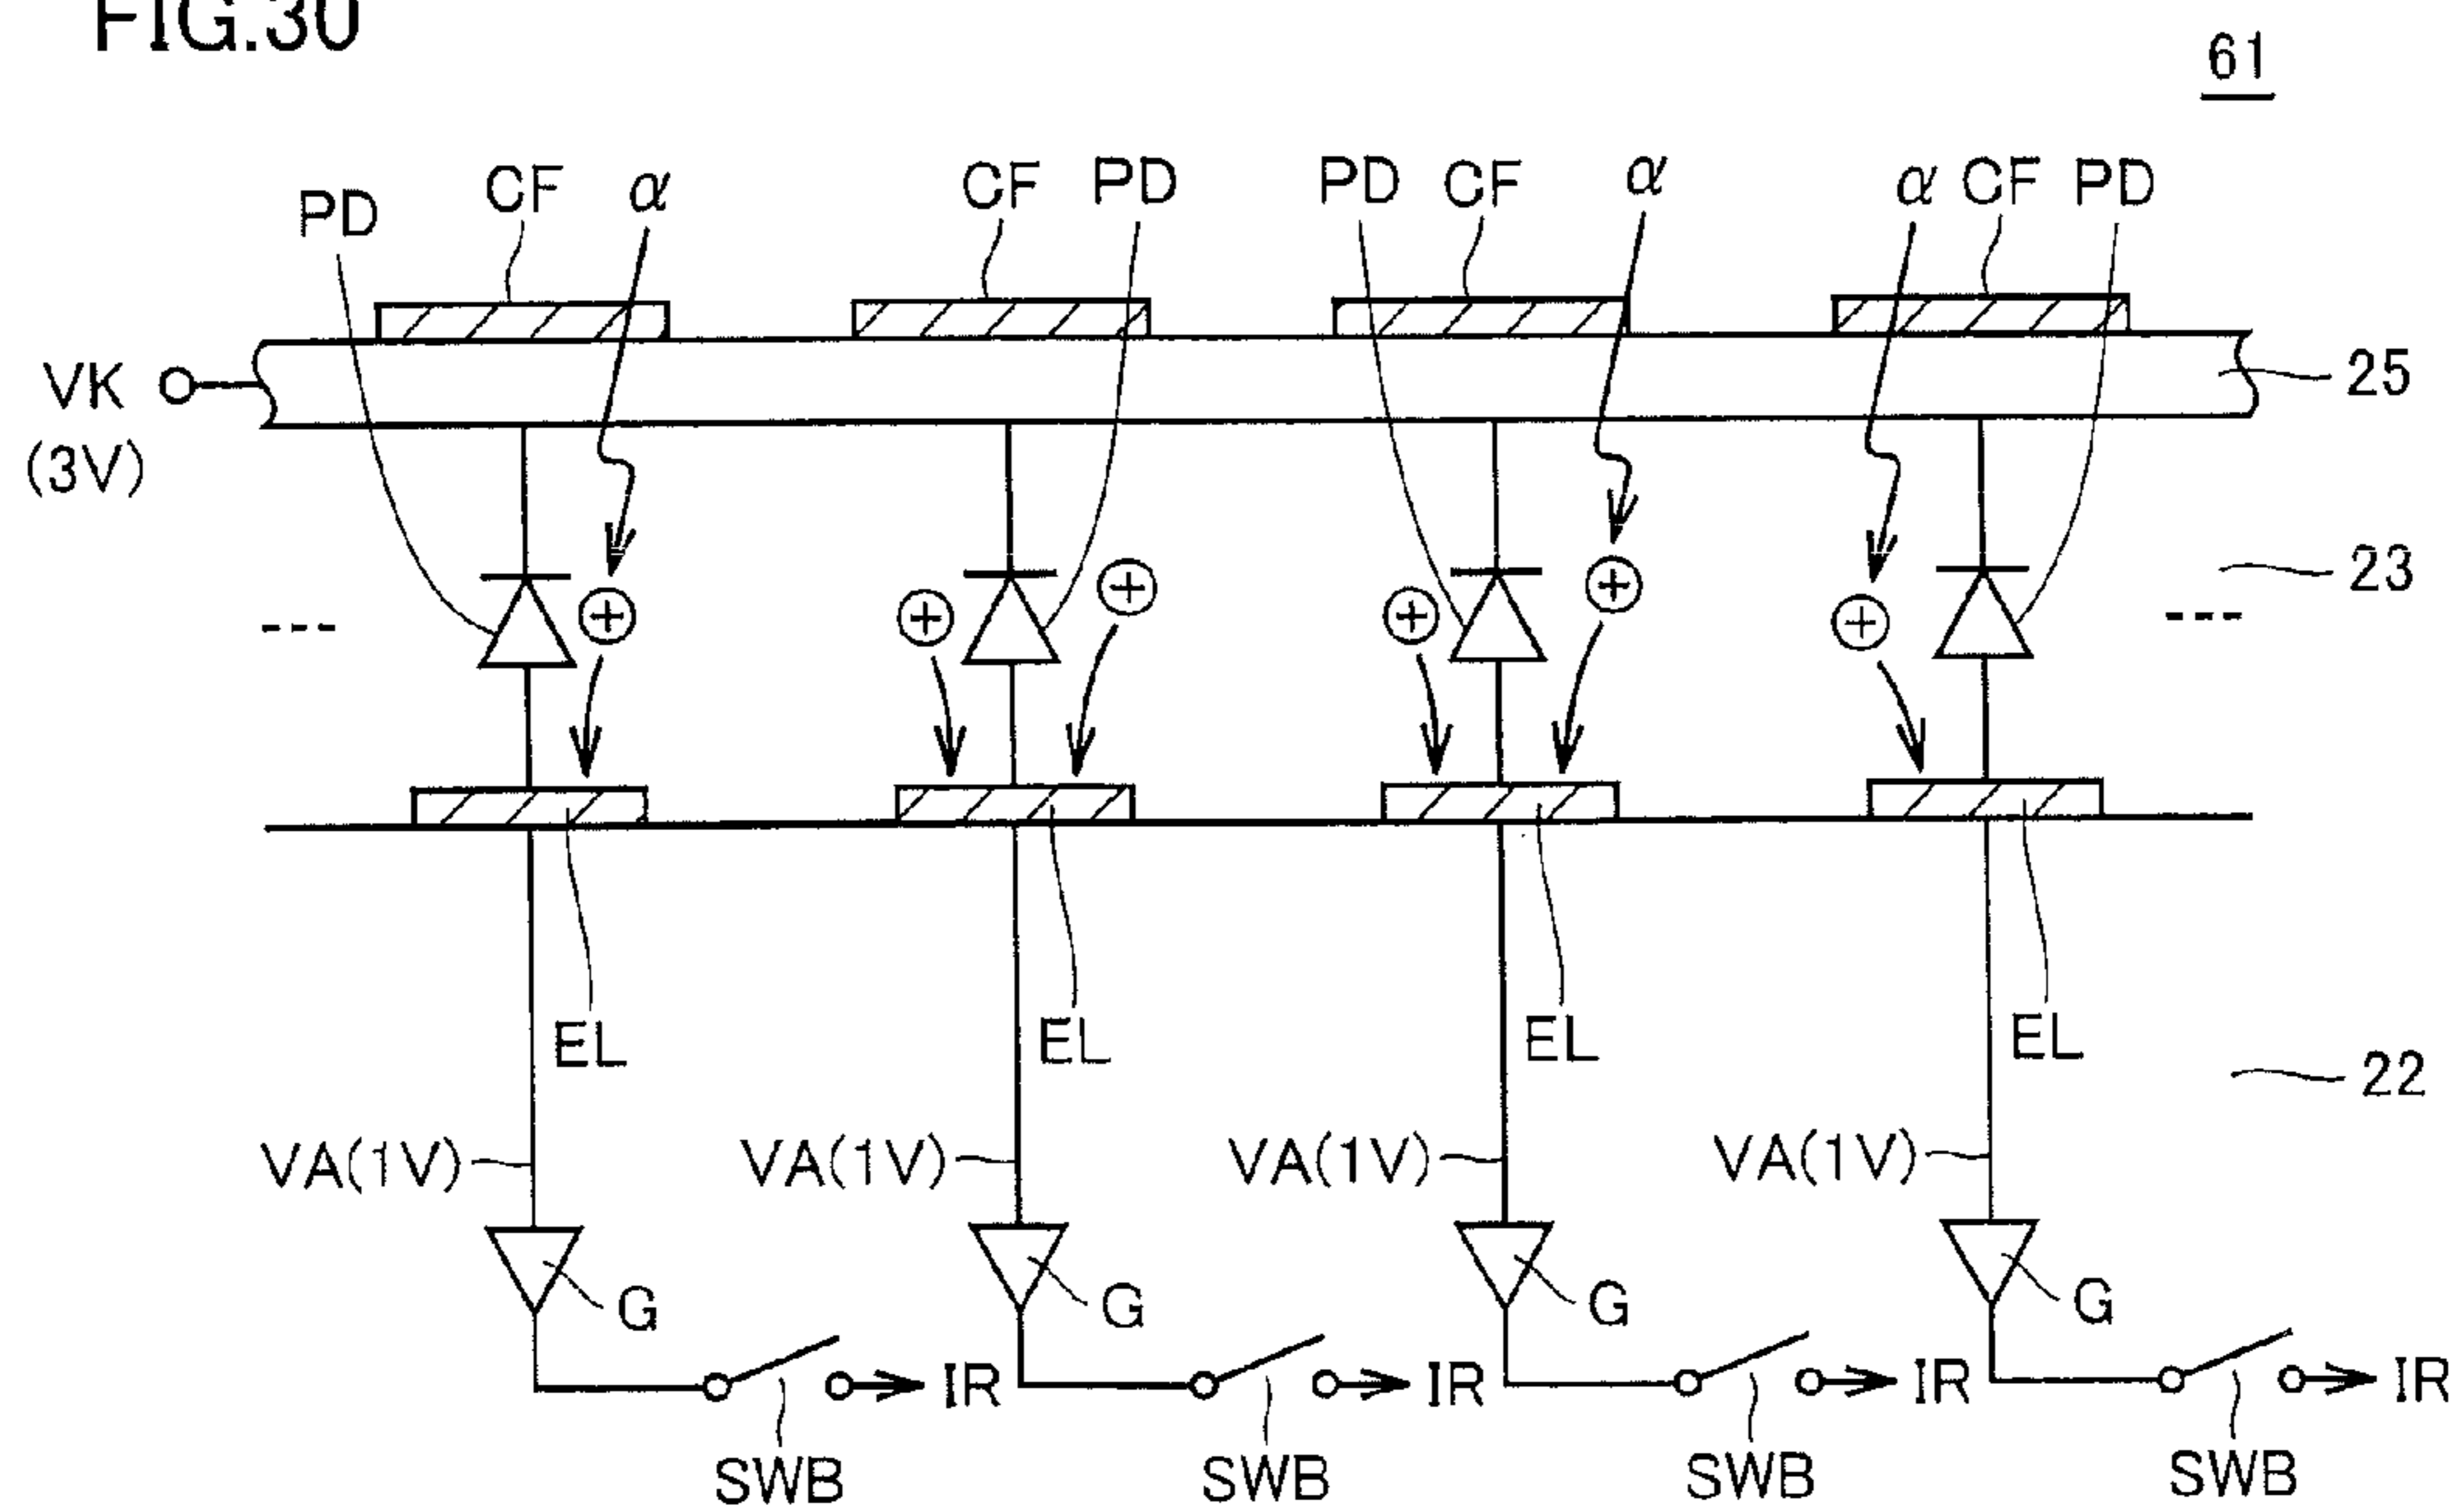 FIG.30
61
PD CF α CF PD PD CF α α CF PD
VK
(3V)
25
23
---
---
EL EL EL EL
22
VA(1V) VA(1V) VA(1V) VA(1V)
G G G G
IR IR IR IR
SWB SWB SWB SWB